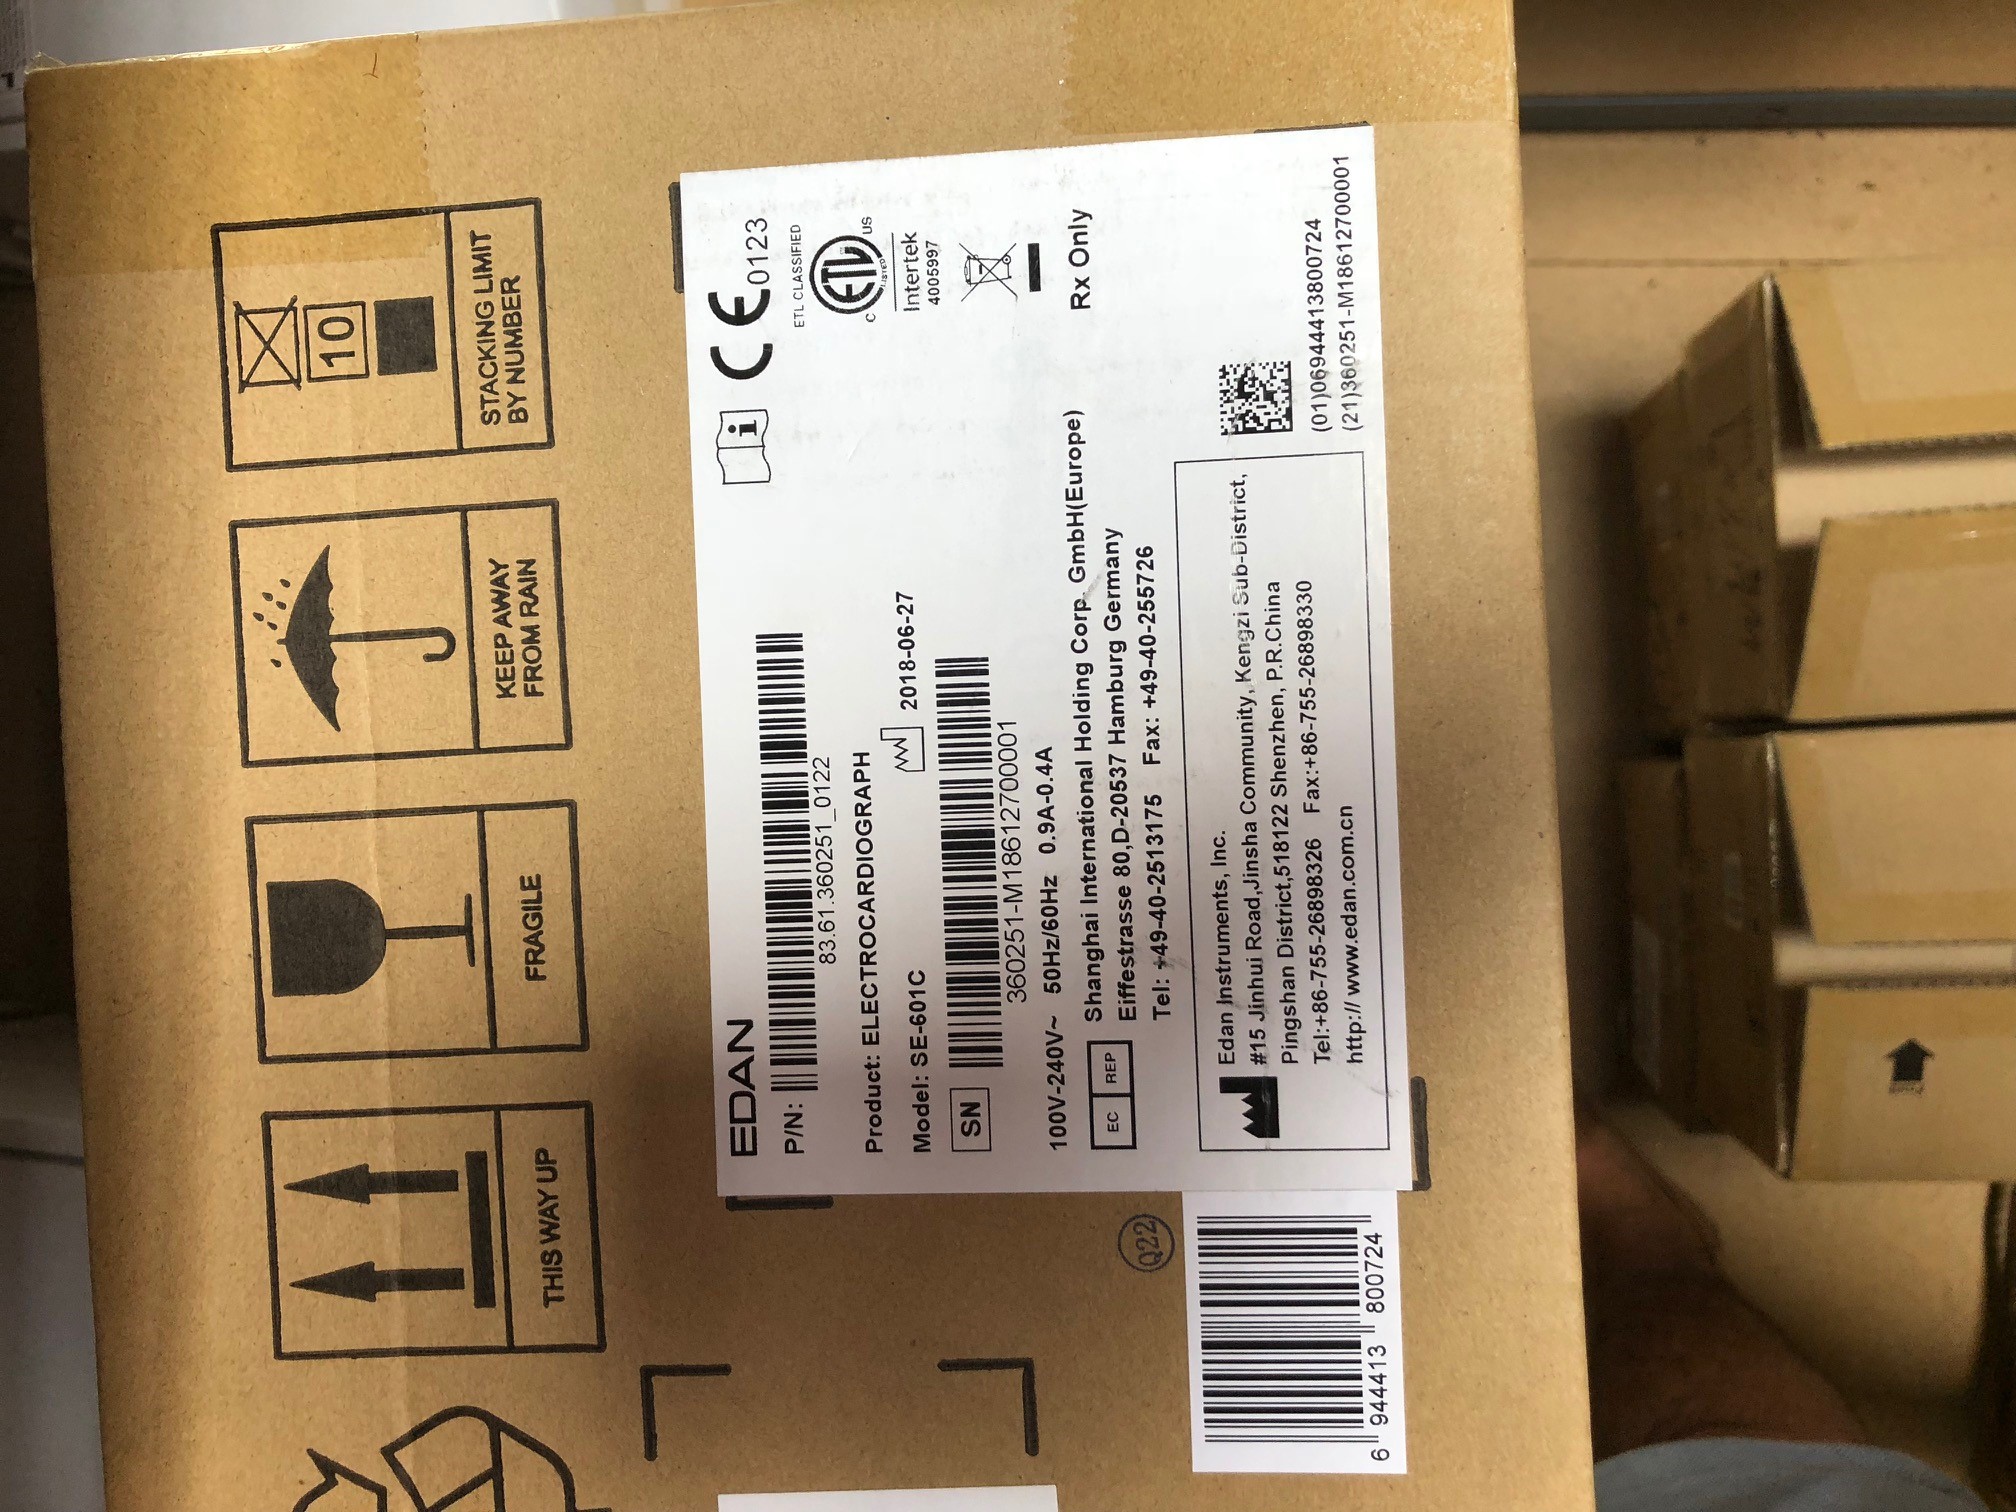 THIS WAY UP
FRAGILE
KEEP AWAY
FROM RAIN
10
STACKING LIMIT
BY NUMBER
EDAN
CE0123
P/N:
83.61.360251_0122
ETL CLASSIFIED
C ETL US
LISTED
Intertek
4005997
Product: ELECTROCARDIOGRAPH
Model: SE-601C
2018-06-27
SN
360251-M18612700001
100V-240V~ 50Hz/60Hz 0.9A-0.4A
Rx Only
EC REP
Shanghai International Holding Corp. GmbH(Europe)
Eiffestrasse 80,D-20537 Hamburg Germany
Tel: +49-40-2513175 Fax: +49-40-255726
Edan Instruments, Inc.
#15 Jinhui Road,Jinsha Community, Kengzi Sub-District,
Pingshan District,518122 Shenzhen, P.R.China
Tel:+86-755-26898326 Fax:+86-755-26898330
http:// www.edan.com.cn
(01)06944413800724
(21)360251-M18612700001
Q22
6 944413 800724